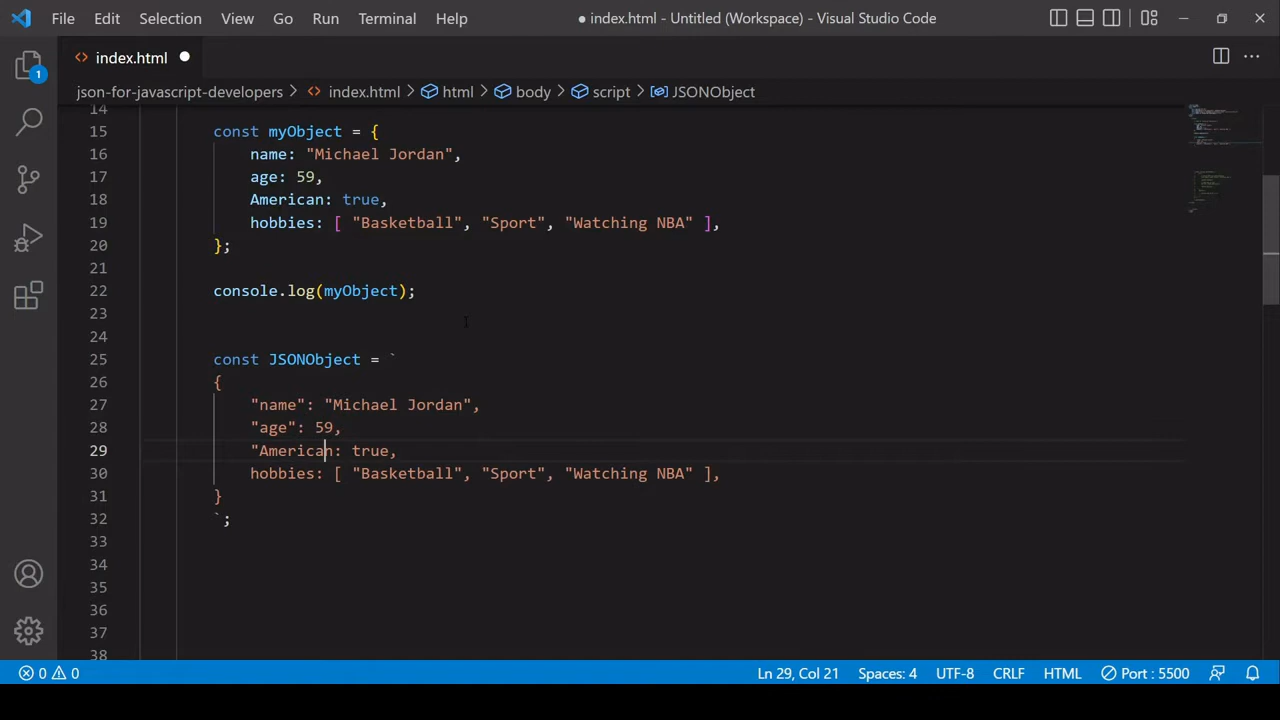 File Edit Selection View Go Run Terminal Help ● index.html - Untitled (Workspace) - Visual Studio Code
index.html
json-for-javascript-developers > index.html > html > body > script > JSONObject
1
14
15 const myObject = {
16 name: "Michael Jordan",
17 age: 59,
18 American: true,
19 hobbies: [ "Basketball", "Sport", "Watching NBA" ],
20 };
21
22 console.log(myObject);
23
24
25 const JSONObject = `
26 {
27 "name": "Michael Jordan",
28 "age": 59,
29 "American: true,
30 hobbies: [ "Basketball", "Sport", "Watching NBA" ],
31 }
32 `;
33
34
35
36
37
38
0 0 Ln 29, Col 21 Spaces: 4 UTF-8 CRLF HTML Port : 5500